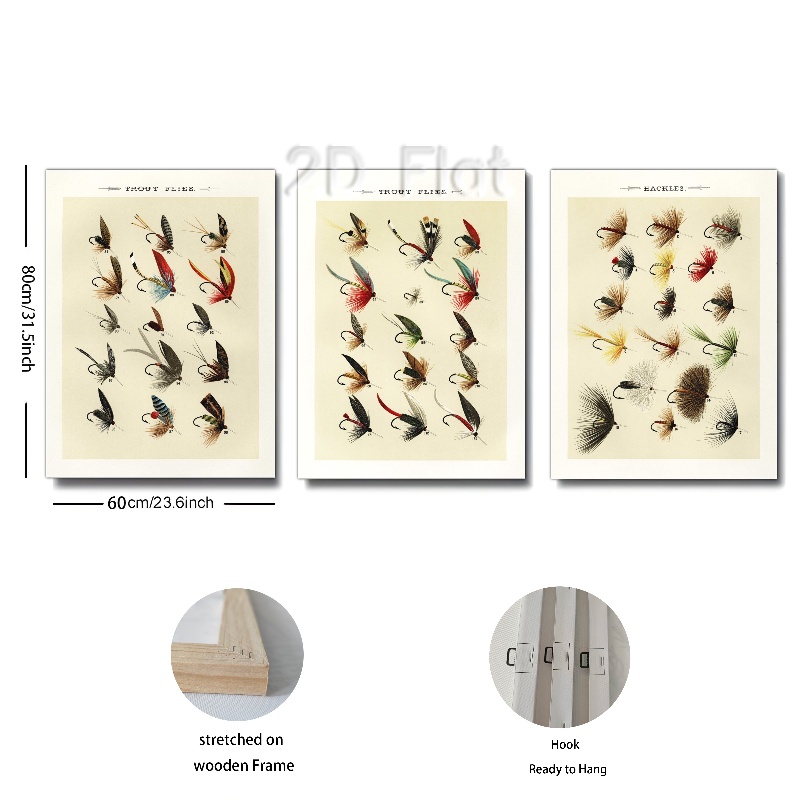 2D Flat
TROUT FLIES.
TROUT FLIES.
HACKLES.
80cm/31.5inch
60cm/23.6inch
stretched on
wooden Frame
Hook
Ready to Hang